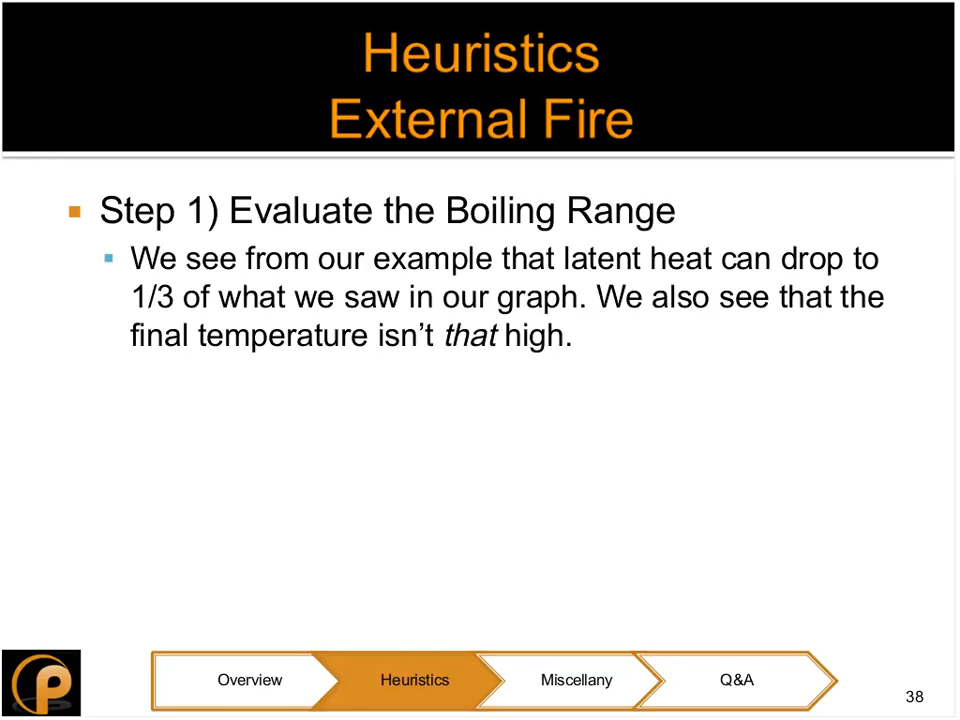 Heuristics
External Fire
Step 1) Evaluate the Boiling Range
We see from our example that latent heat can drop to
1/3 of what we saw in our graph. We also see that the
final temperature isn’t that high.
Overview
Heuristics
Miscellany
Q&A
38